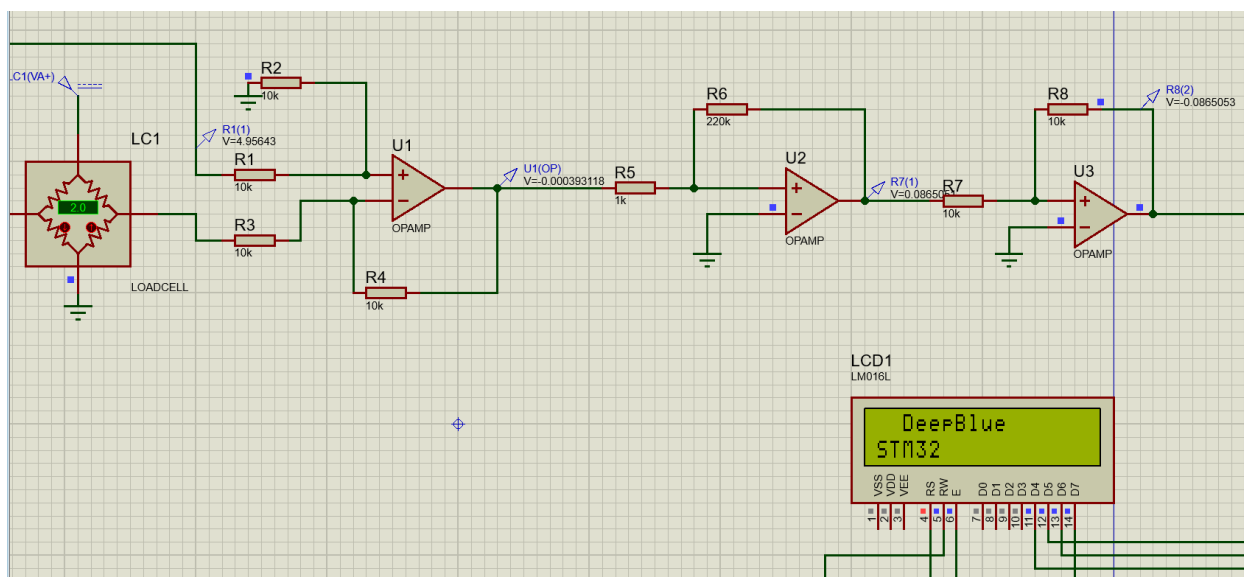 LC1(VA+)
R2
10k
R1(1)
V=4.95643
LC1
R1
10k
2.0
R3
10k
LOADCELL
R4
10k
U1
+
−
OPAMP
U1(OP)
V=-0.000393118
R5
1k
R6
220k
U2
+
−
OPAMP
R7(1)
R7
10k
R8
10k
R8(2)
V=-0.0865053
U3
+
−
OPAMP
LCD1
LM016L
DeepBlue
STM32
VSS VDD VEE RS RW E D0 D1 D2 D3 D4 D5 D6 D7
1 2 3 4 5 6 7 8 9 10 11 12 13 14